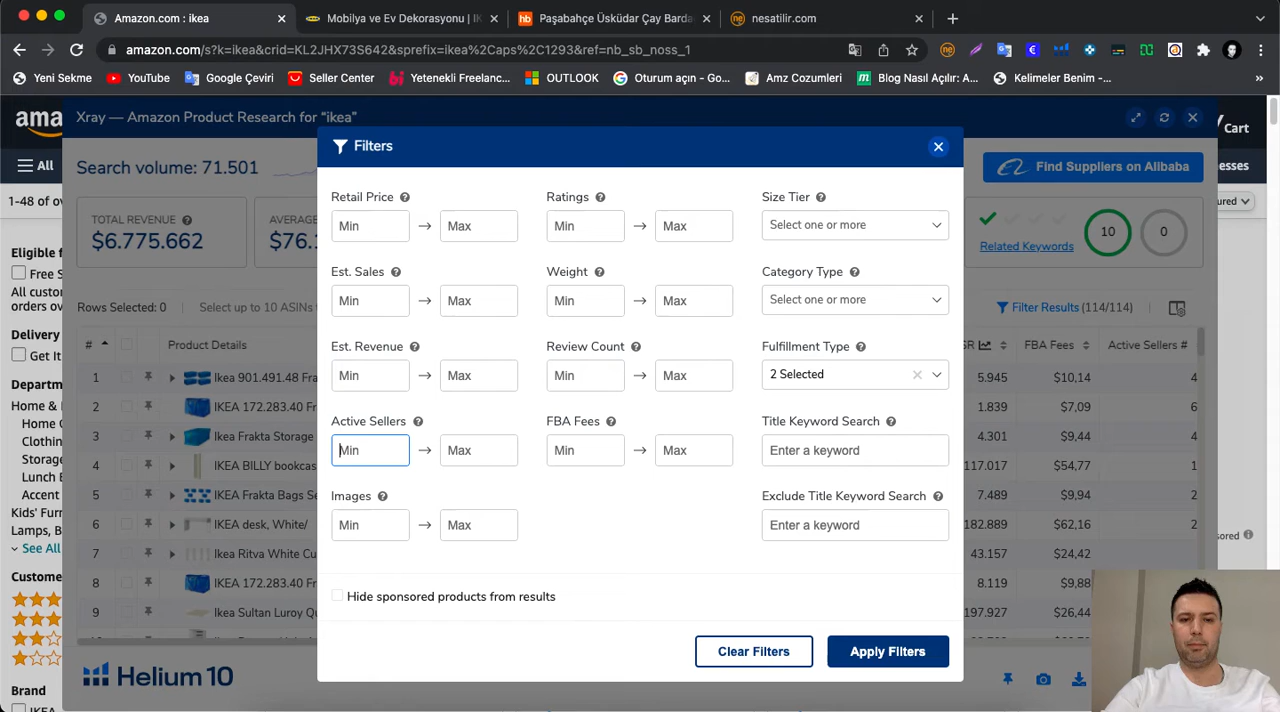 Amazon.com : ikea
Mobilya ve Ev Dekorasyonu | IK
Paşabahçe Üsküdar Çay Barda
nesatilir.com
amazon.com/s?k=ikea&crid=KL2JHX73S642&sprefix=ikea%2Caps%2C1293&ref=nb_sb_noss_1
Yeni Sekme
YouTube
Google Çeviri
Seller Center
Yetenekli Freelanc...
OUTLOOK
Oturum açın - Go...
Amz Cozumleri
Blog Nasıl Açılır: A...
Kelimeler Benim -...
»
ama
Xray — Amazon Product Research for “ikea”
Cart
All
Search volume: 71.501
Find Suppliers on Alibaba
esses
1-48 of ov
TOTAL REVENUE
$6.775.662
AVERAG
$76.
Related Keywords
10
0
ured
Eligible f
Free S
All custo
orders ov
Rows Selected: 0
Select up to 10 ASINs t
Filter Results (114/114)
Delivery
Get It
# Product Details
SR FBA Fees Active Sellers #
Departm
Home & K
Home O
Clothin
Storag
Lunch B
Accent
Kids' Furn
Lamps, B
See All
1 Ikea 901.491.48 Fra 5.945 $10,14 4
2 IKEA 172.283.40 Fr 1.839 $7,09 6
3 Ikea Frakta Storage 4.301 $9,44 4
4 IKEA BILLY bookcas 109.416 $54,77 1
5 IKEA Frakta Bags Se 7.489 $9,94 2
6 IKEA desk, White/ 182.889 $62,16 2
7 Ikea Ritva White Cu 43.157 $24,42
8 IKEA 172.283.40 Fr 8.119 $9,88
9 Ikea Sultan Luroy Qu 197.927 $26,44
sored
Custome
Brand
IKEA
Helium 10
Filters
Retail Price
Min
Max
Ratings
Min
Max
Size Tier
Select one or more
Est. Sales
Min
Max
Weight
Min
Max
Category Type
Select one or more
Est. Revenue
Min
Max
Review Count
Min
Max
Fulfillment Type
2 Selected
Active Sellers
Min
Max
FBA Fees
Min
Max
Title Keyword Search
Enter a keyword
Images
Min
Max
Exclude Title Keyword Search
Enter a keyword
Hide sponsored products from results
Clear Filters
Apply Filters